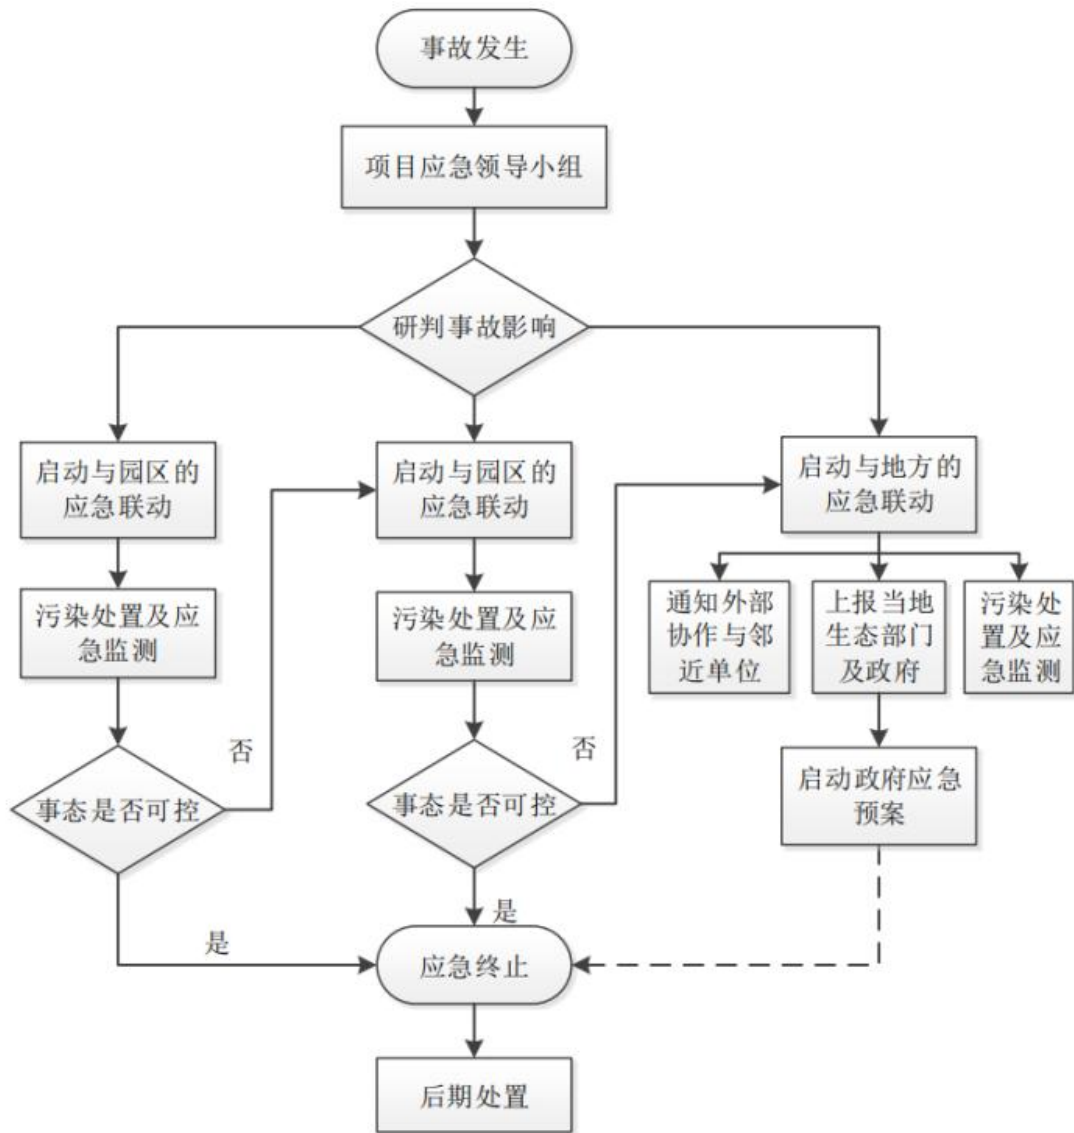 事故发生
项目应急领导小组
研判事故影响
启动与园区的
应急联动
启动与园区的
应急联动
启动与地方的
应急联动
污染处置及应
急监测
污染处置及应
急监测
通知外部
协作与邻
近单位
上报当地
生态部门
及政府
污染处
置及应
急监测
否
否
事态是否可控
事态是否可控
启动政府应急
预案
是
是
应急终止
后期处置